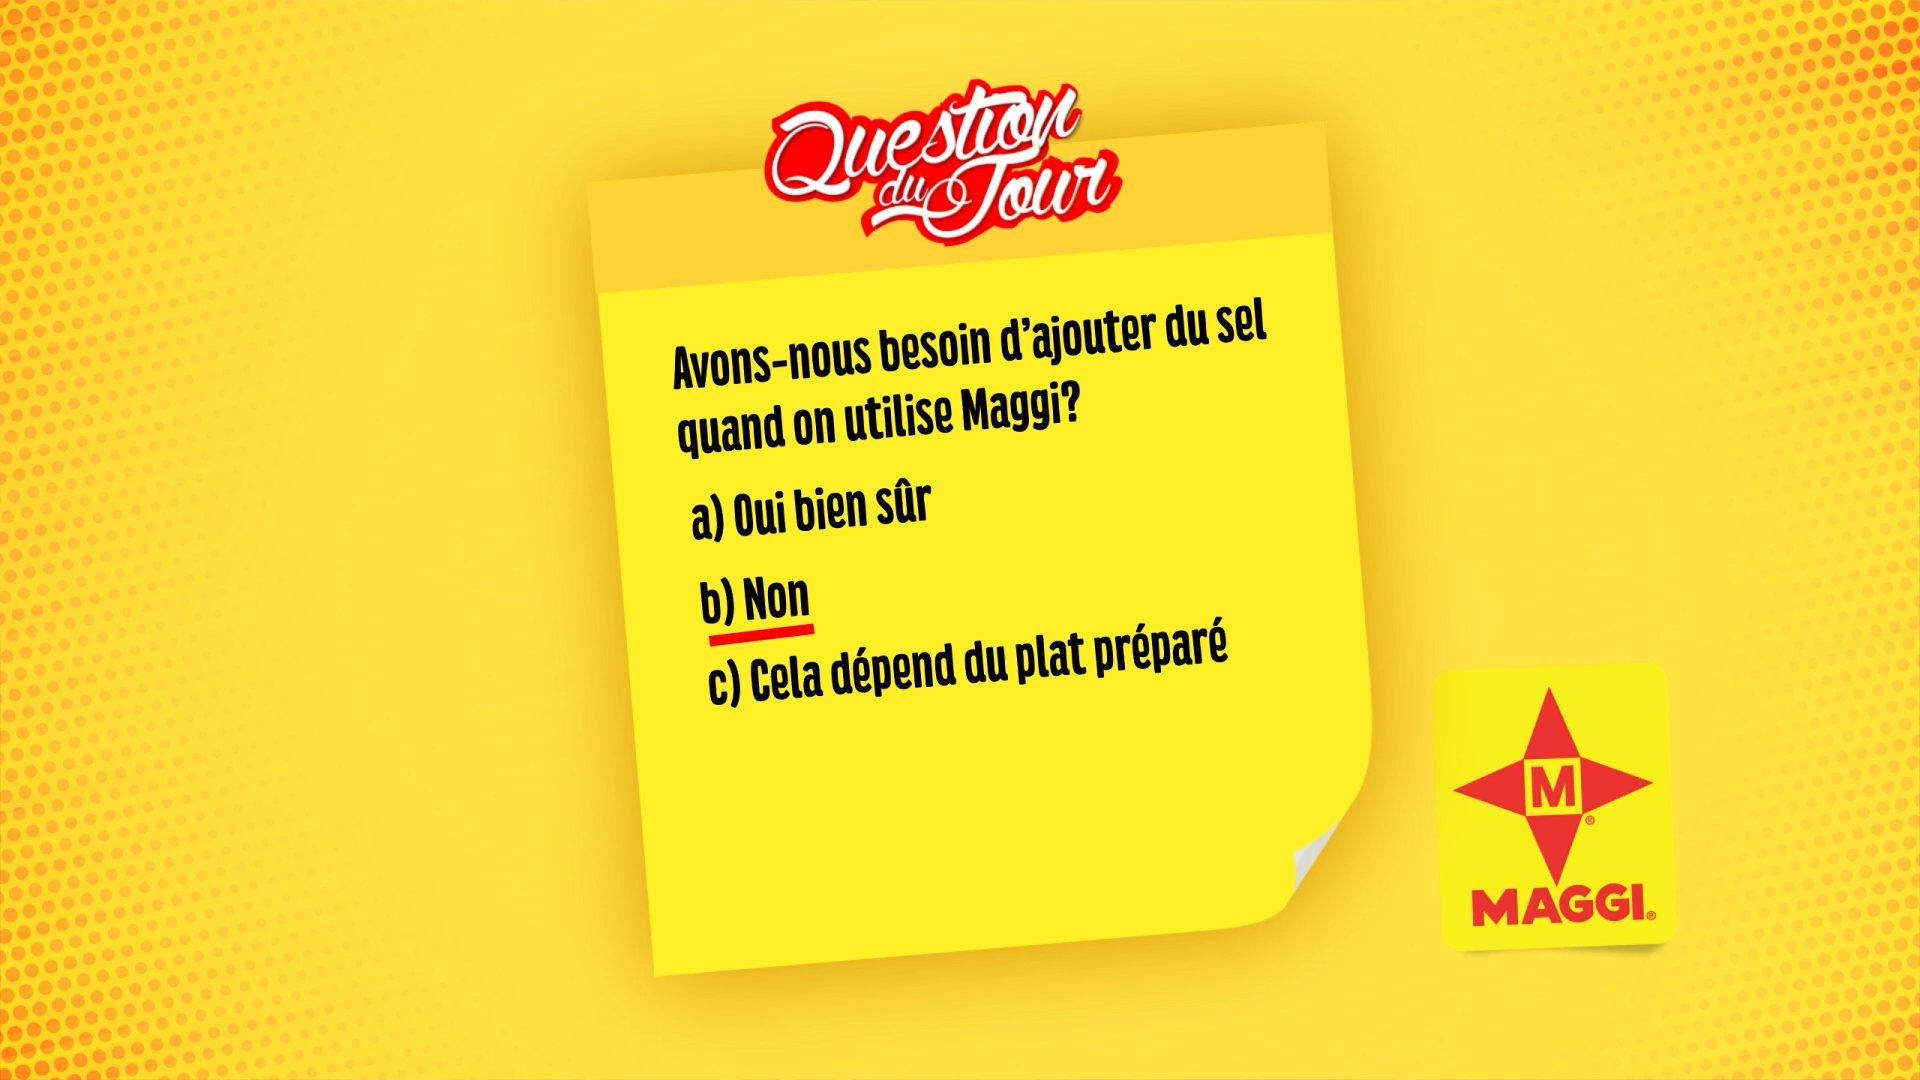 Question
du Jour
Avons-nous besoin d’ajouter du sel
quand on utilise Maggi?
a) Oui bien sûr
b) Non
c) Cela dépend du plat préparé
M®
MAGGI®